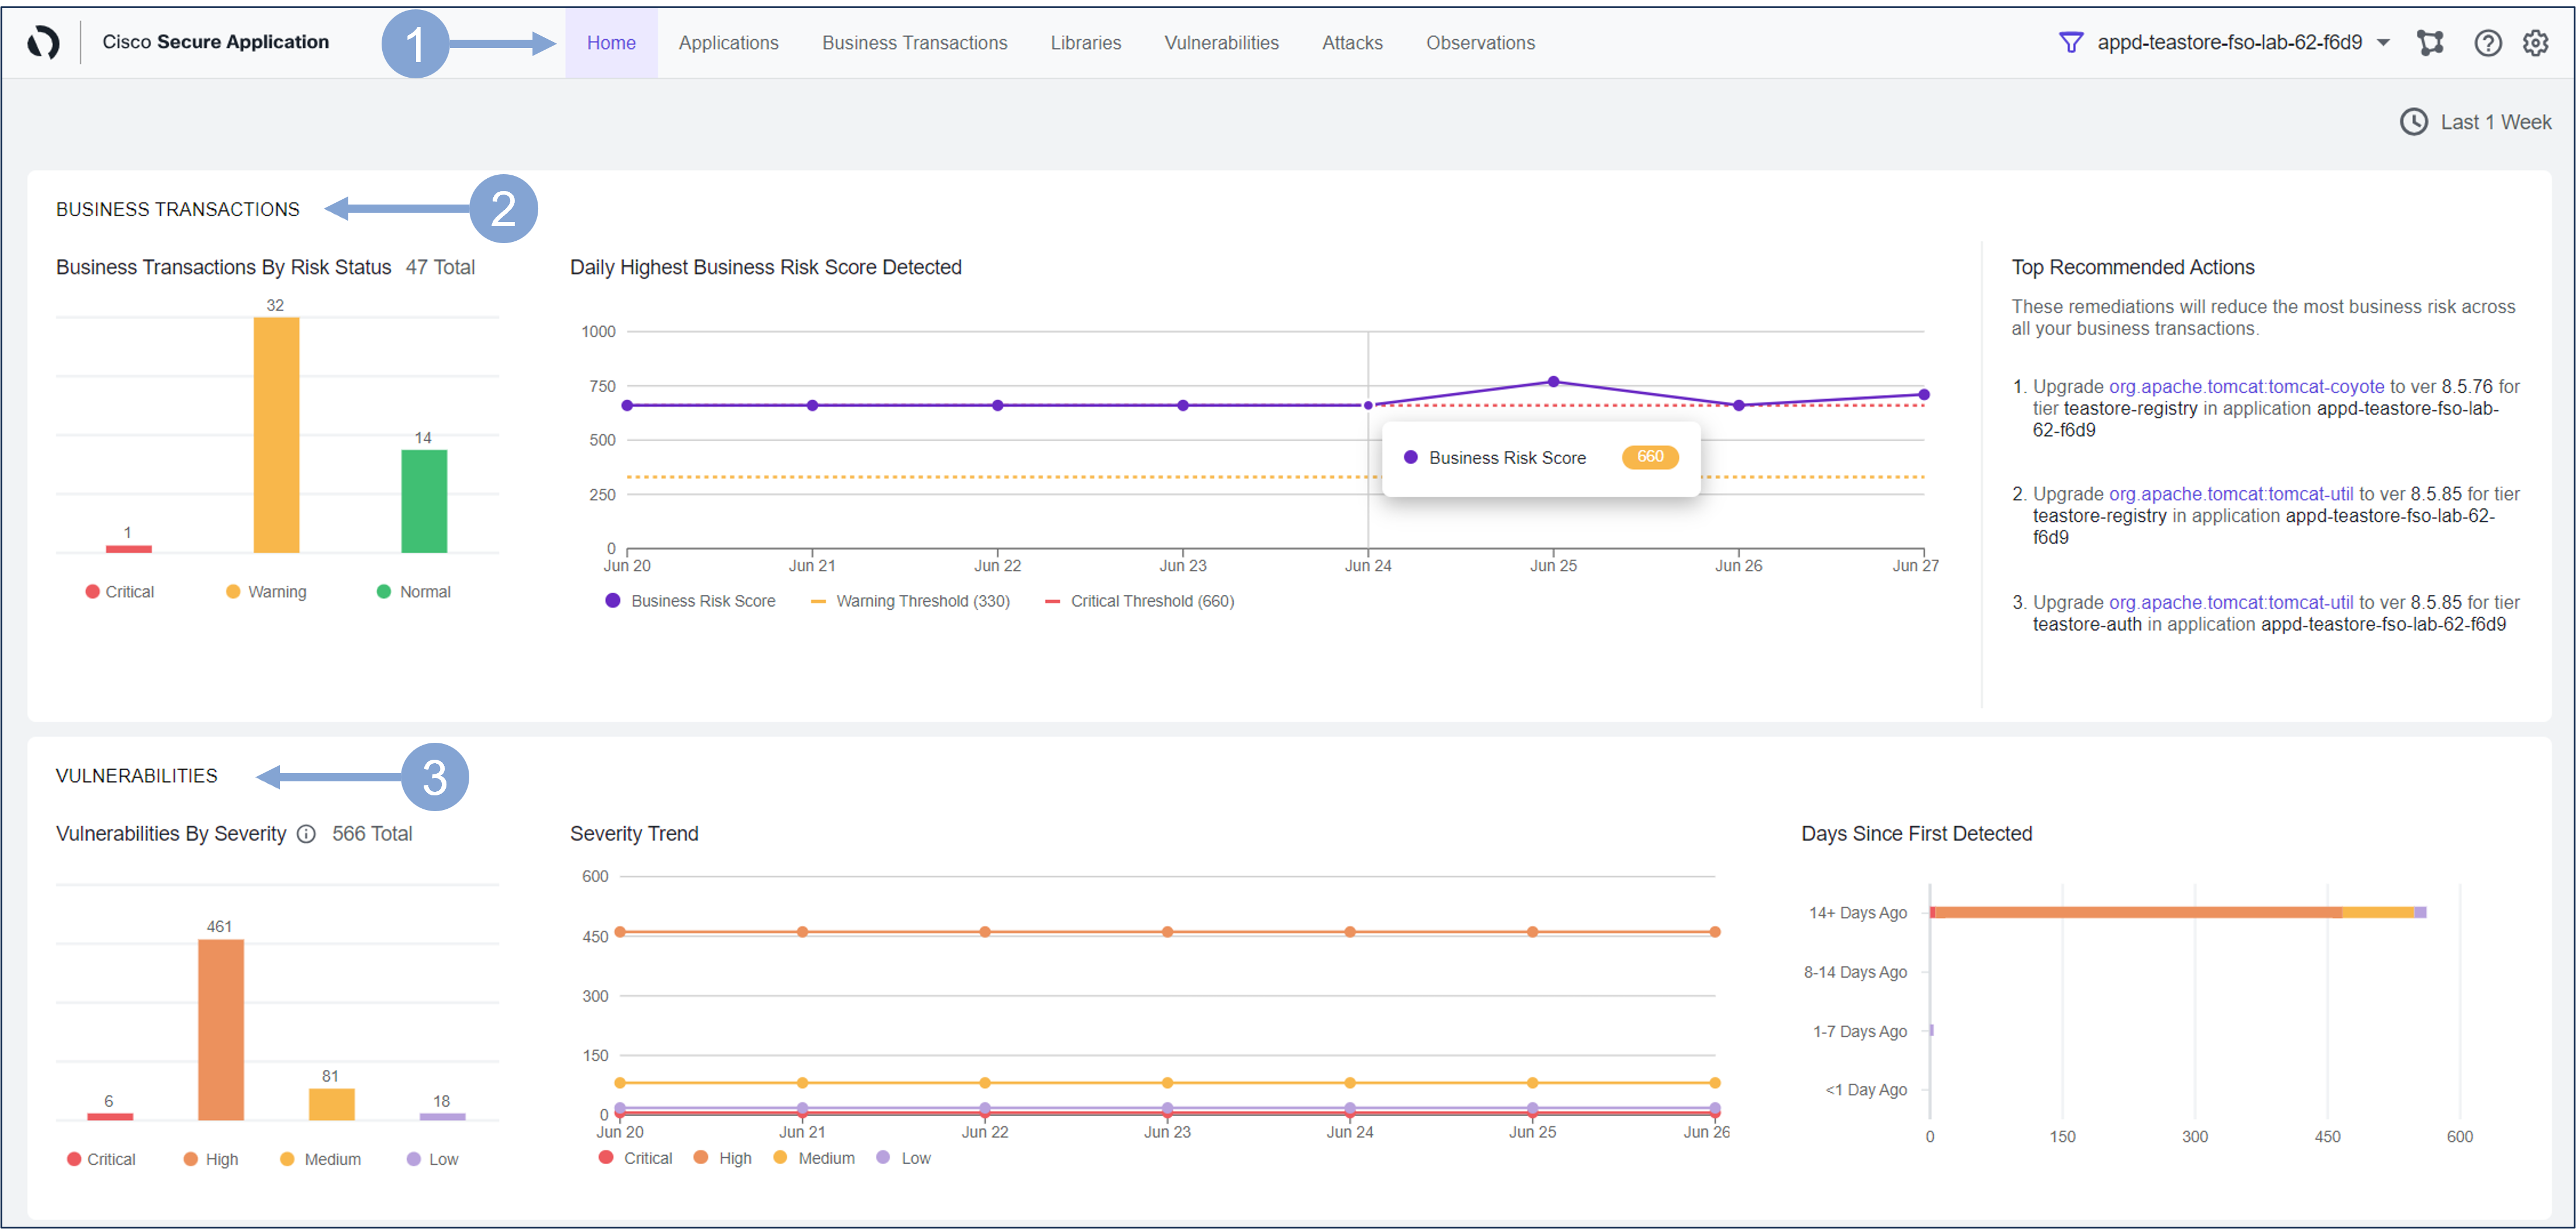 Cisco Secure Application
1
Home
Applications
Business Transactions
Libraries
Vulnerabilities
Attacks
Observations
appd-teastore-fso-lab-62-f6d9
Last 1 Week
BUSINESS TRANSACTIONS
2
Business Transactions By Risk Status 47 Total
32
14
1
Critical
Warning
Normal
Daily Highest Business Risk Score Detected
1000
750
500
250
0
Business Risk Score 660
Jun 20
Jun 21
Jun 22
Jun 23
Jun 24
Jun 25
Jun 26
Jun 27
Business Risk Score
Warning Threshold (330)
Critical Threshold (660)
Top Recommended Actions
These remediations will reduce the most business risk across
all your business transactions.
1. Upgrade org.apache.tomcat:tomcat-coyote to ver 8.5.76 for
tier teastore-registry in application appd-teastore-fso-lab-
62-f6d9
2. Upgrade org.apache.tomcat:tomcat-util to ver 8.5.85 for tier
teastore-registry in application appd-teastore-fso-lab-62-
f6d9
3. Upgrade org.apache.tomcat:tomcat-util to ver 8.5.85 for tier
teastore-auth in application appd-teastore-fso-lab-62-f6d9
VULNERABILITIES
3
Vulnerabilities By Severity 566 Total
461
81
6
18
Critical
High
Medium
Low
Severity Trend
600
450
300
150
0
Jun 20
Jun 21
Jun 22
Jun 23
Jun 24
Jun 25
Jun 26
Critical
High
Medium
Low
Days Since First Detected
14+ Days Ago
8-14 Days Ago
1-7 Days Ago
<1 Day Ago
0
150
300
450
600